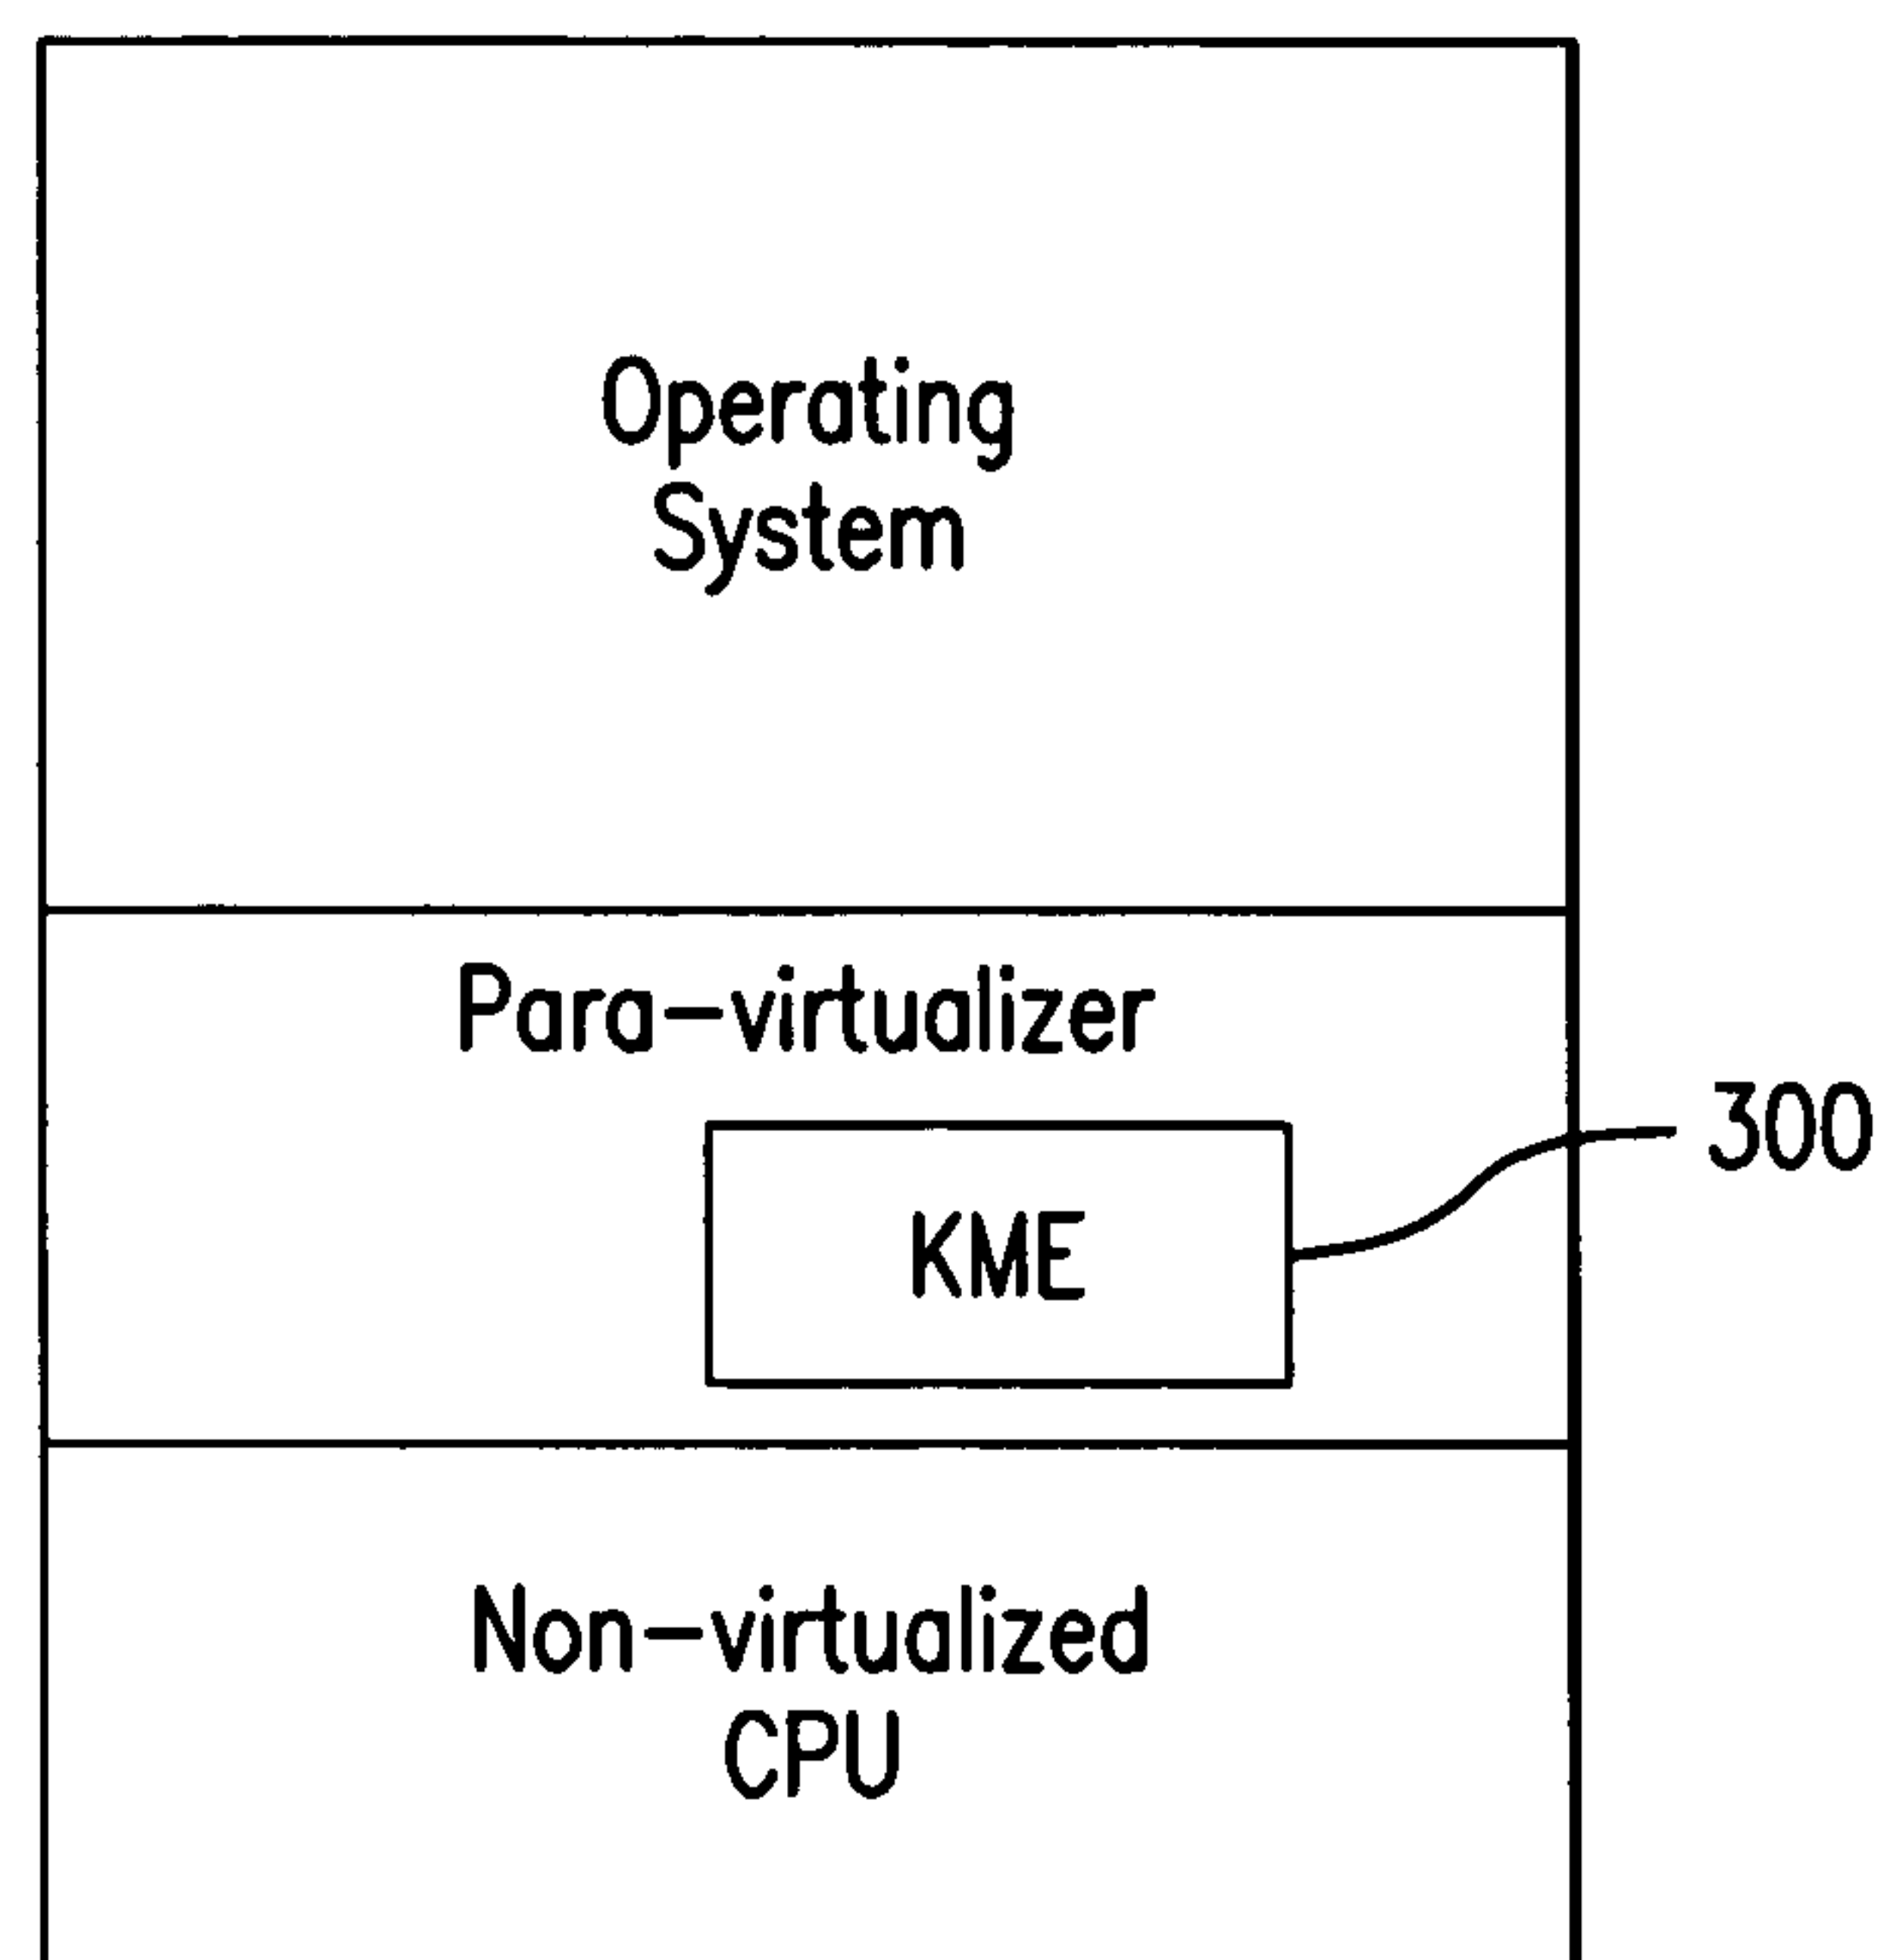 Operating
System
Para-virtualizer
300
KME
Non-virtualized
CPU